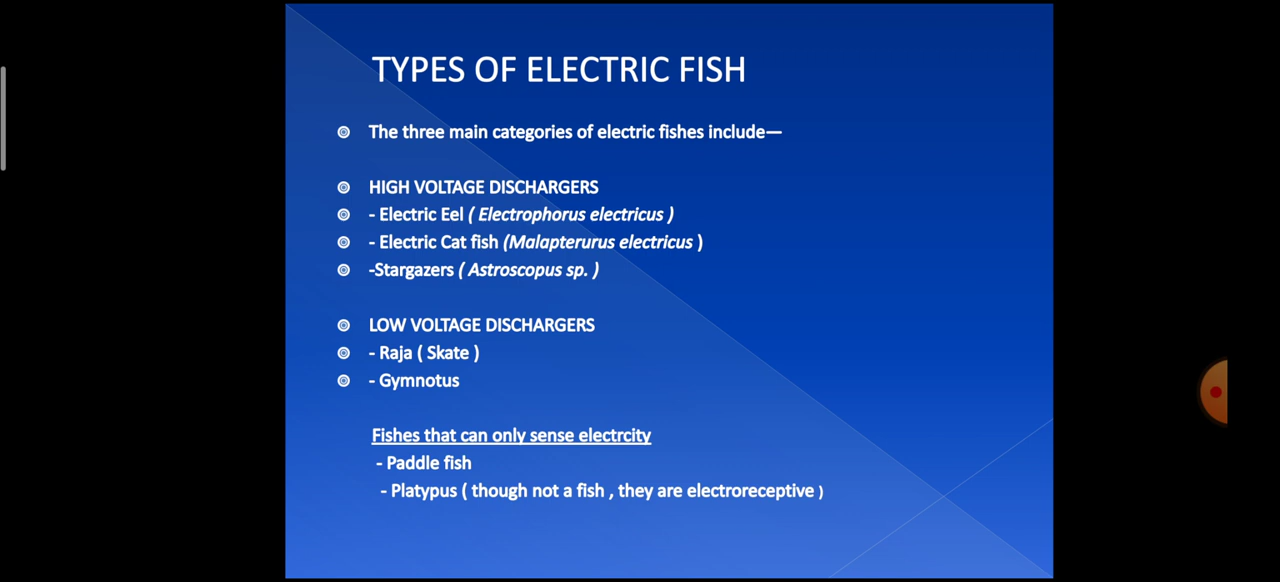 TYPES OF ELECTRIC FISH
The three main categories of electric fishes include—
HIGH VOLTAGE DISCHARGERS
- Electric Eel ( Electrophorus electricus )
- Electric Cat fish (Malapterurus electricus )
-Stargazers ( Astroscopus sp. )
LOW VOLTAGE DISCHARGERS
- Raja ( Skate )
- Gymnotus
Fishes that can only sense electrcity
- Paddle fish
- Platypus ( though not a fish , they are electroreceptive )